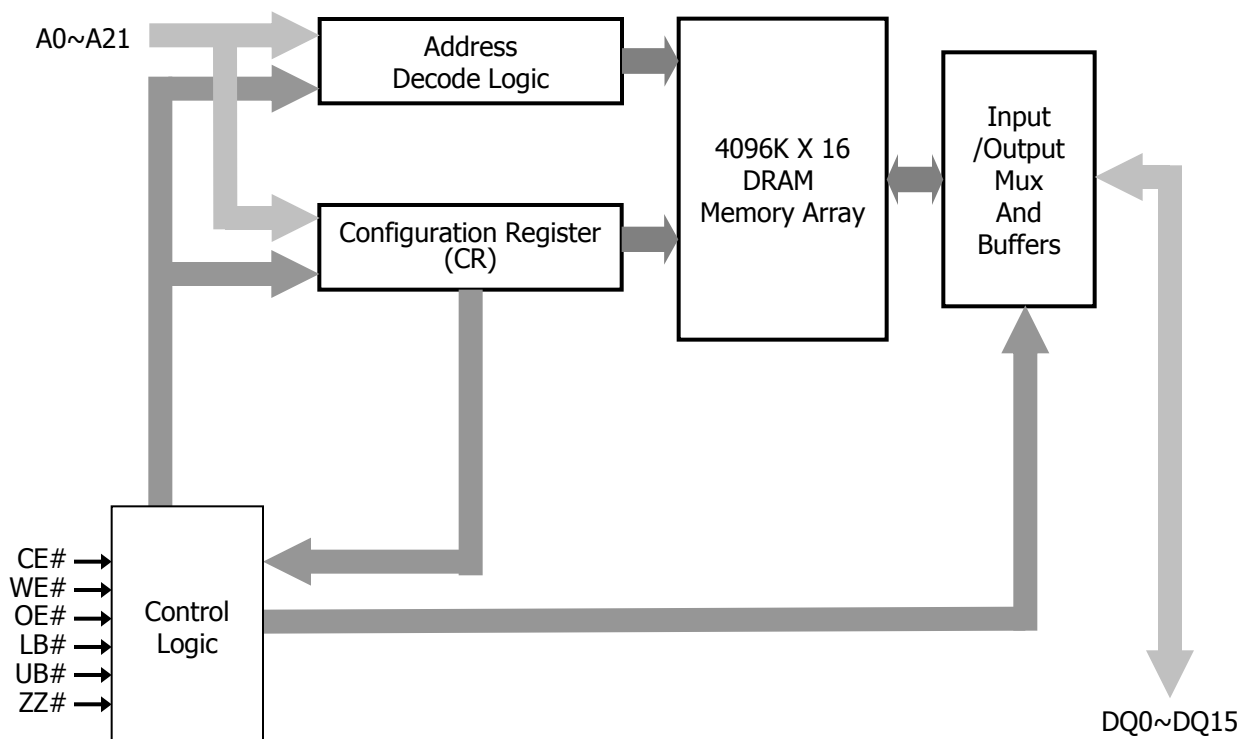 A0~A21
Address
Decode Logic
4096K X 16
DRAM
Memory Array
Input
/Output
Mux
And
Buffers
Configuration Register
(CR)
CE#
WE#
OE#
LB#
UB#
ZZ#
Control
Logic
DQ0~DQ15